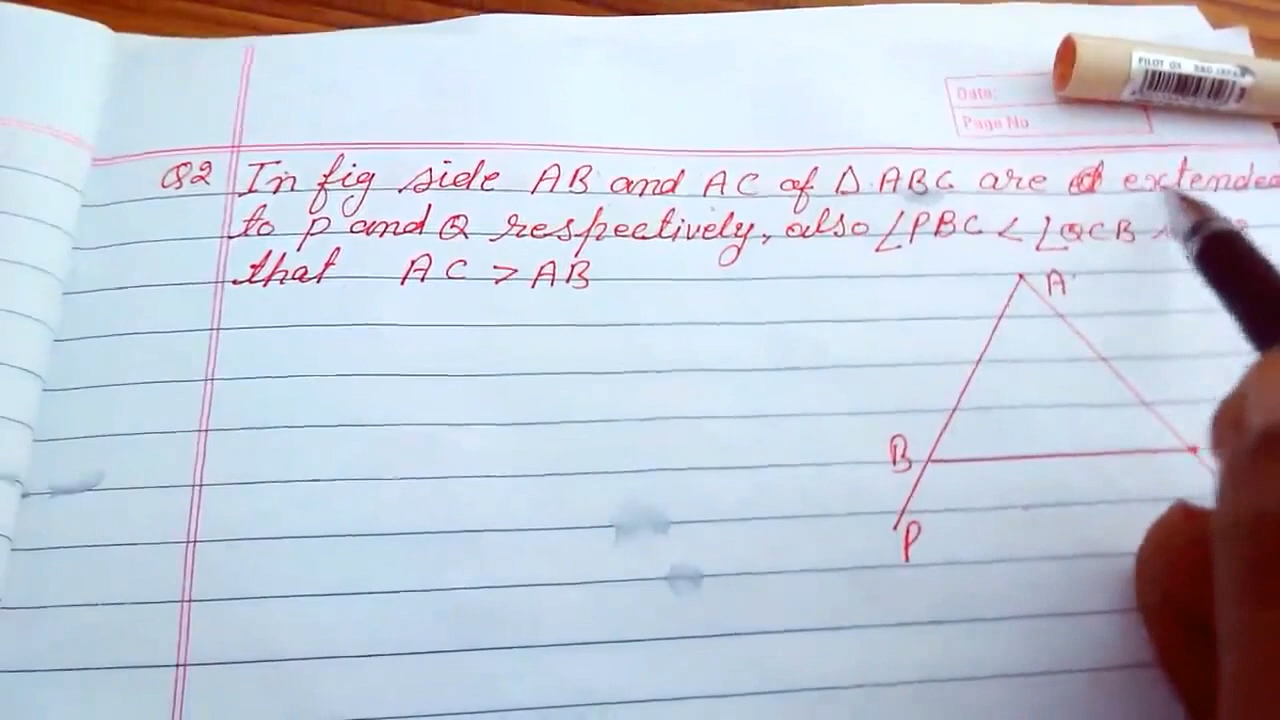 PILOT
Date:
Page No
Q2 In fig side AB and AC of Δ ABC are extended
to P and Q respectively, also ∠PBC < ∠QCB
that AC > AB
A
B
P